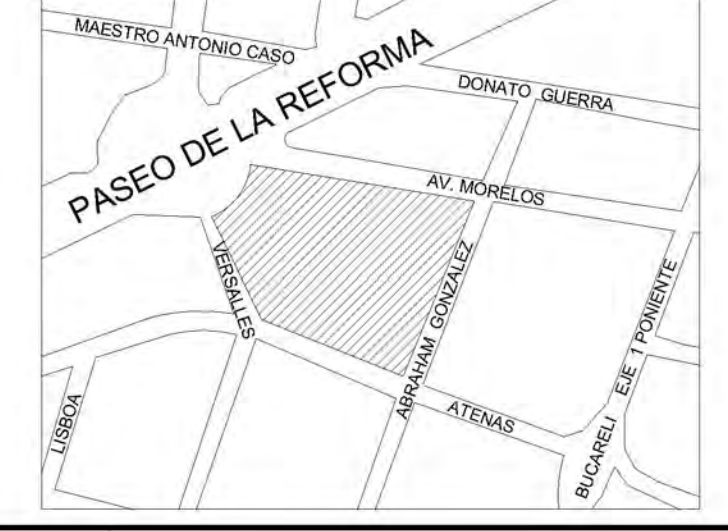 MAESTRO ANTONIO CASO
PASEO DE LA REFORMA
DONATO GUERRA
AV. MORELOS
VERSALLES
ABRAHAM GONZALEZ
EJE 1 PONIENTE
BUCARELI
ATENAS
LISBOA